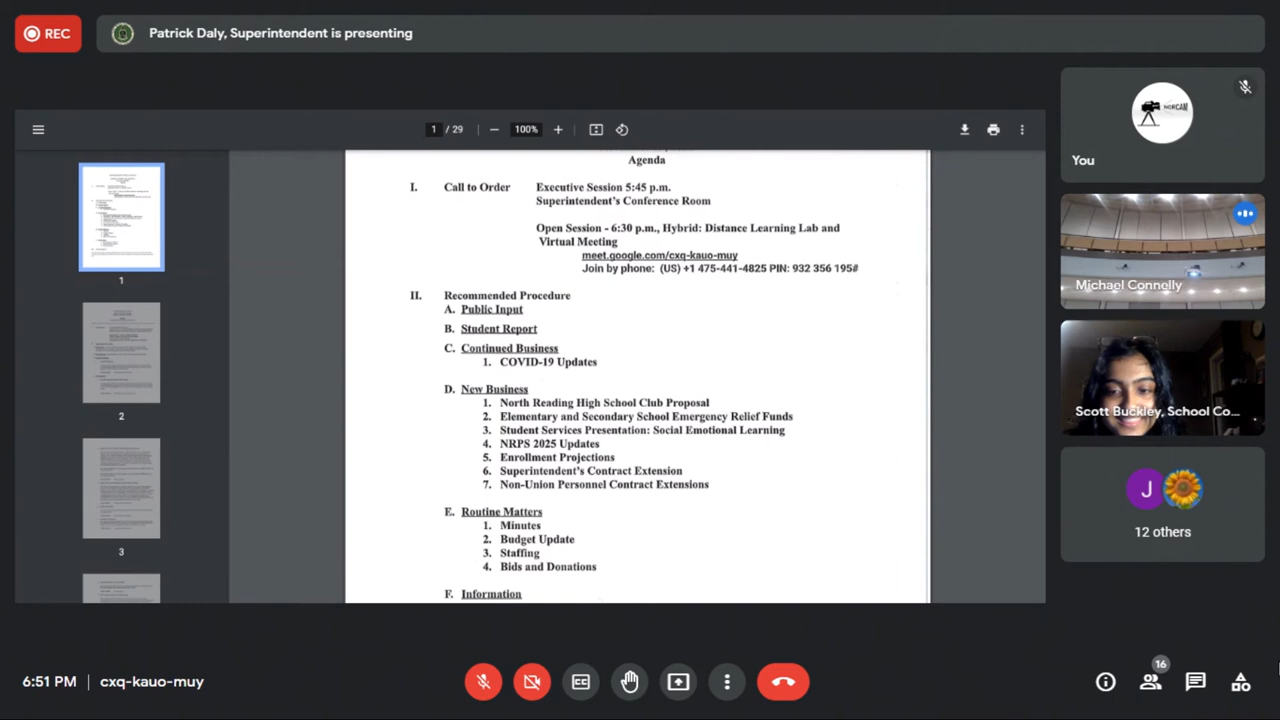 REC
Patrick Daly, Superintendent is presenting
1 / 29
100%
Agenda
I. Call to Order Executive Session 5:45 p.m.
Superintendent's Conference Room
Open Session - 6:30 p.m., Hybrid: Distance Learning Lab and
Virtual Meeting
meet.google.com/cxq-kauo-muy
Join by phone: (US) +1 475-441-4825 PIN: 932 356 195#
II. Recommended Procedure
A. Public Input
B. Student Report
C. Continued Business
1. COVID-19 Updates
D. New Business
1. North Reading High School Club Proposal
2. Elementary and Secondary School Emergency Relief Funds
3. Student Services Presentation: Social Emotional Learning
4. NRPS 2025 Updates
5. Enrollment Projections
6. Superintendent's Contract Extension
7. Non-Union Personnel Contract Extensions
E. Routine Matters
1. Minutes
2. Budget Update
3. Staffing
4. Bids and Donations
F. Information
1
2
3
NORCAM
You
Michael Connelly
Scott Buckley, School Co...
J
12 others
6:51 PM | cxq-kauo-muy
CC
16